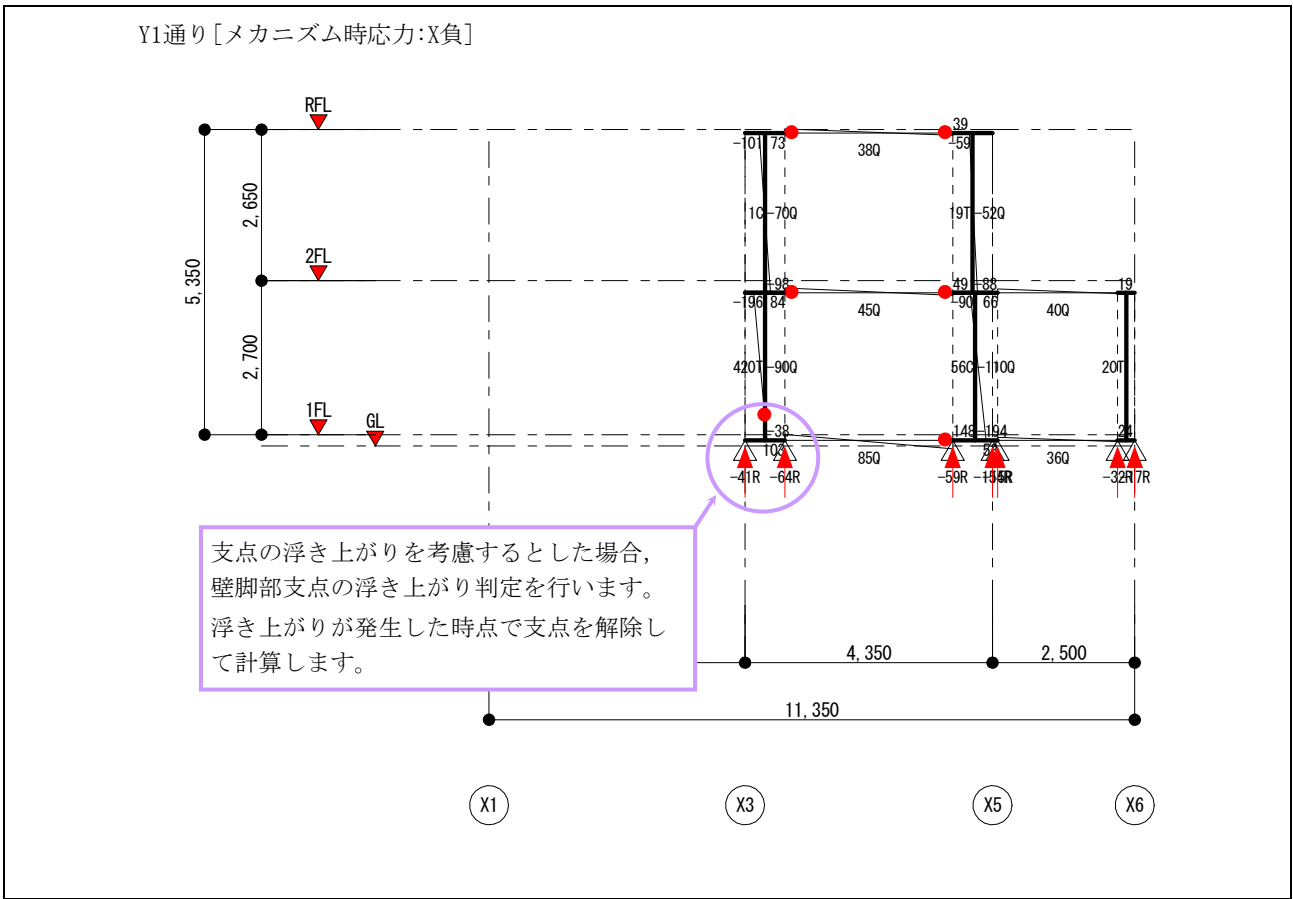 Y1通り[メカニズム時応力:X負]
RFL
39
-101 73
-59
38Q
2,650
1C -70Q
19T -52Q
5,350
2FL
-98
49 -88
19
-196 84
-90 66
45Q
40Q
2,700
420T -90Q
56C -110Q
20T
1FL
GL
-38
148 -194
24
103
85Q
36Q
-41R -64R
-59R
-32R
-17R
支点の浮き上がりを考慮するとした場合,
壁脚部支点の浮き上がり判定を行います。
浮き上がりが発生した時点で支点を解除し
て計算します。
4,350
2,500
11,350
X1
X3
X5
X6